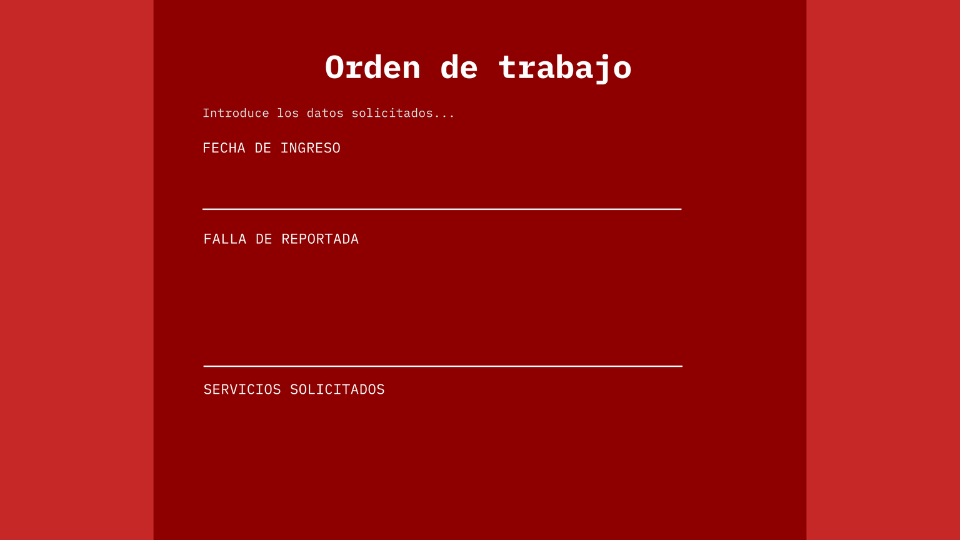 Orden de trabajo
Introduce los datos solicitados...
FECHA DE INGRESO
FALLA DE REPORTADA
SERVICIOS SOLICITADOS